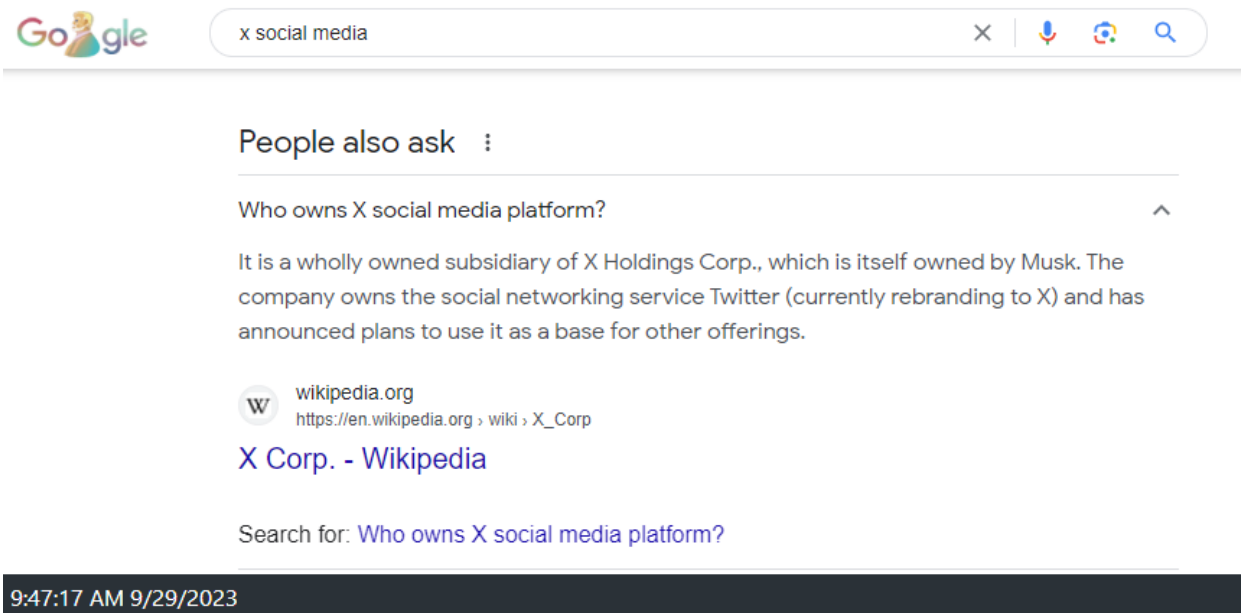 Google
x social media
People also ask
Who owns X social media platform?
It is a wholly owned subsidiary of X Holdings Corp., which is itself owned by Musk. The
company owns the social networking service Twitter (currently rebranding to X) and has
announced plans to use it as a base for other offerings.
W
wikipedia.org
https://en.wikipedia.org › wiki › X_Corp
X Corp. - Wikipedia
Search for: Who owns X social media platform?
9:47:17 AM 9/29/2023